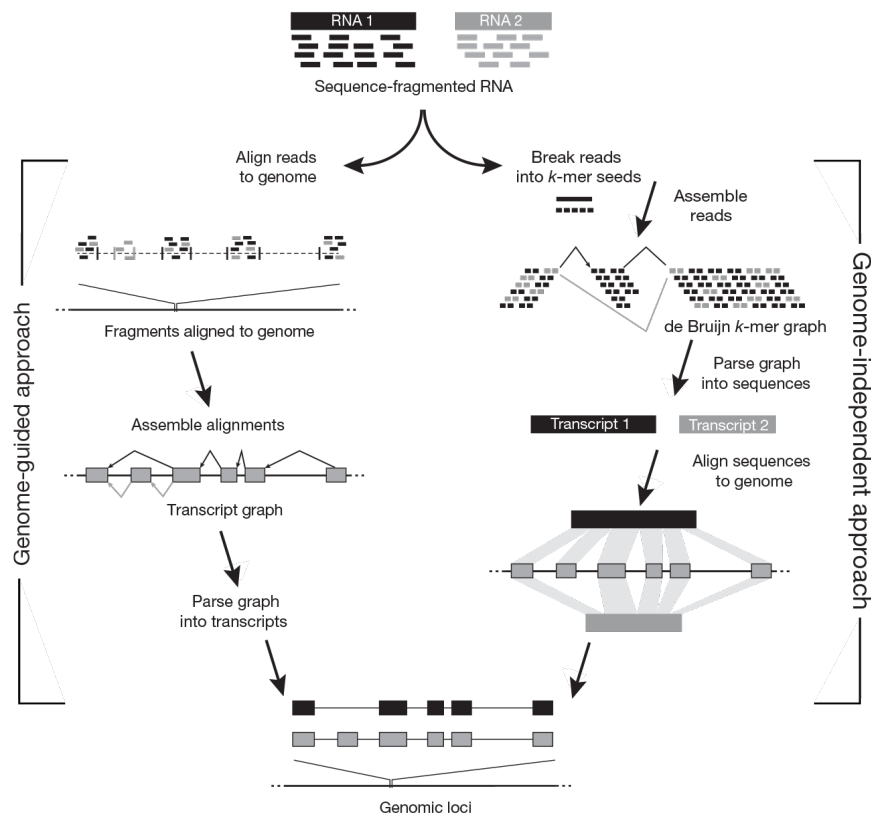 RNA 1
RNA 2
Sequence-fragmented RNA
Align reads
to genome
Break reads
into k-mer seeds
Assemble
reads
Genome-guided approach
Genome-independent approach
Fragments aligned to genome
de Bruijn k-mer graph
Parse graph
into sequences
Assemble alignments
Transcript 1
Transcript 2
Align sequences
to genome
Transcript graph
Parse graph
into transcripts
Genomic loci